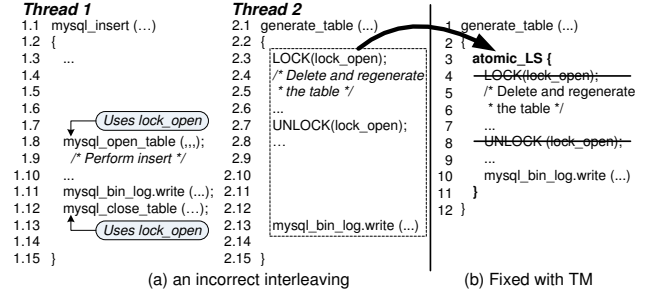 Thread 1
1.1 mysql_insert (…)
1.2 {
1.3 ...
1.4
1.5
1.6
1.7 Uses lock_open
1.8 mysql_open_table (,,,);
1.9 /* Perform insert */
1.10 ...
1.11 mysql_bin_log.write (...);
1.12 mysql_close_table (…);
1.13 Uses lock_open
1.14
1.15 }
Thread 2
2.1 generate_table (...)
2.2 {
2.3 LOCK(lock_open);
2.4 /* Delete and regenerate
2.5 * the table */
2.6 ...
2.7 UNLOCK(lock_open);
2.8 …
2.9
2.10
2.11
2.12
2.13 mysql_bin_log.write (...)
2.14
2.15 }
(a) an incorrect interleaving
1 generate_table (...)
2 {
3 atomic_LS {
4 LOCK(lock_open);
5 /* Delete and regenerate
6 * the table */
7 ...
8 UNLOCK (lock_open);
9 ...
10 mysql_bin_log.write (...)
11 }
12 }
(b) Fixed with TM